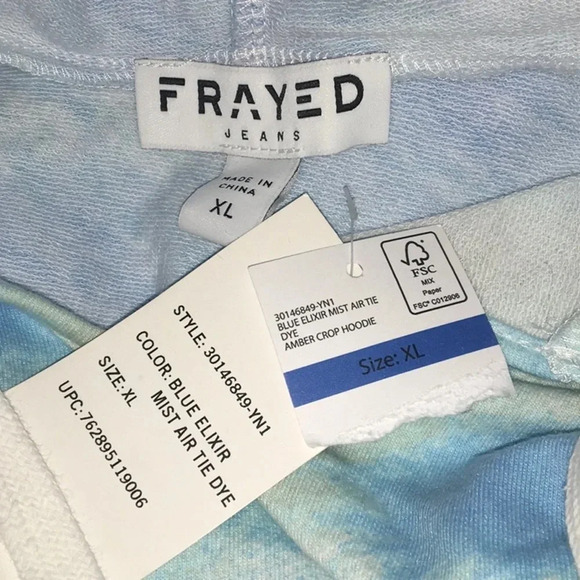 FRAYED
JEANS
MADE IN
CHINA
XL
STYLE: 30146849-YN1
COLOR: BLUE ELIXIR
MIST AIR TIE DYE
SIZE: XL
UPC: 762895119006
30146849-YN1
BLUE ELIXIR MIST AIR TIE
DYE
AMBER CROP HOODIE
Size: XL
FSC
MIX
Paper
FSC® C012906